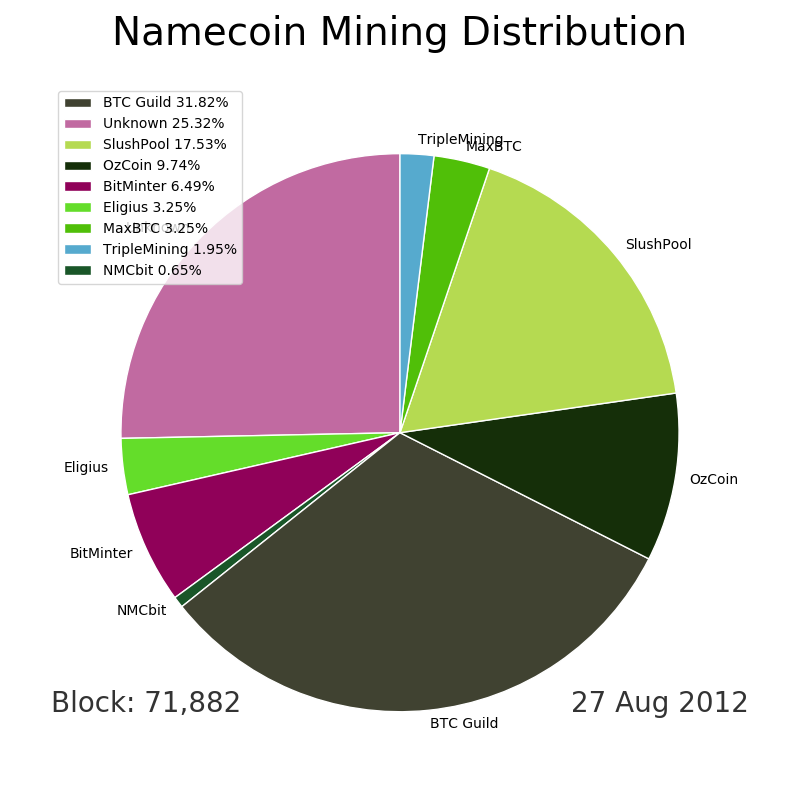 Namecoin Mining Distribution
BTC Guild 31.82%
Unknown 25.32%
SlushPool 17.53%
OzCoin 9.74%
BitMinter 6.49%
Eligius 3.25%
MaxBTC 3.25%
TripleMining 1.95%
NMCbit 0.65%
TripleMining
MaxBTC
SlushPool
OzCoin
Eligius
BitMinter
NMCbit
BTC Guild
Block: 71,882
27 Aug 2012